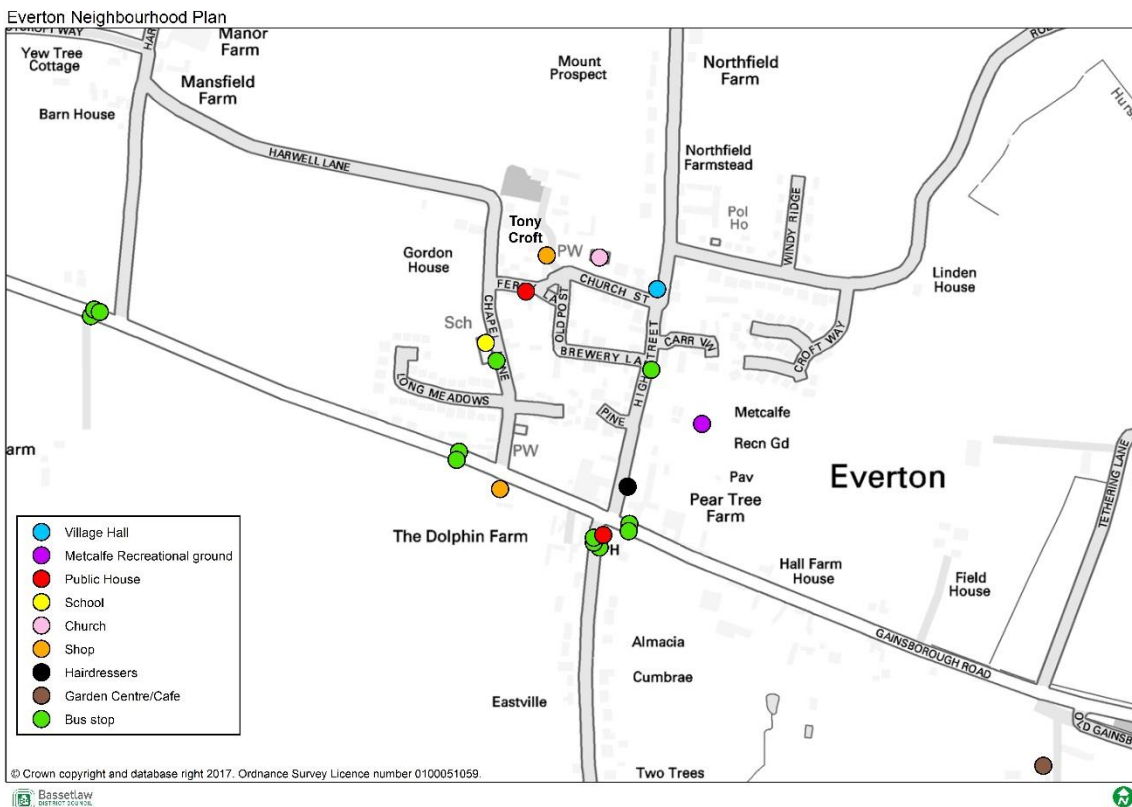 Everton Neighbourhood Plan
Manor
Farm
Yew Tree
Cottage
Mansfield
Farm
Barn House
HARWELL LANE
Mount
Prospect
Northfield
Farm
Northfield
Farmstead
WINDY RIDGE
Pol
Ho
Tony
Croft
PW
Gordon
House
CHURCH ST
Linden
House
CHAPEL
OLD POST
Sch
BREWERY LA
HIGH STREET
CARR VW
CROFT WAY
LONG MEADOWS
PINE
Metcalfe
Recn Gd
Pav
PW
Everton
Pear Tree
Farm
TETHERING LANE
arm
The Dolphin Farm
H
Hall Farm
House
Field
House
GAINSBOROUGH ROAD
Almacia
Cumbrae
Eastville
Two Trees
OLD GAINSB
Village Hall
Metcalfe Recreational ground
Public House
School
Church
Shop
Hairdressers
Garden Centre/Cafe
Bus stop
© Crown copyright and database right 2017. Ordnance Survey Licence number 0100051059.
Bassetlaw
DISTRICT COUNCIL
N